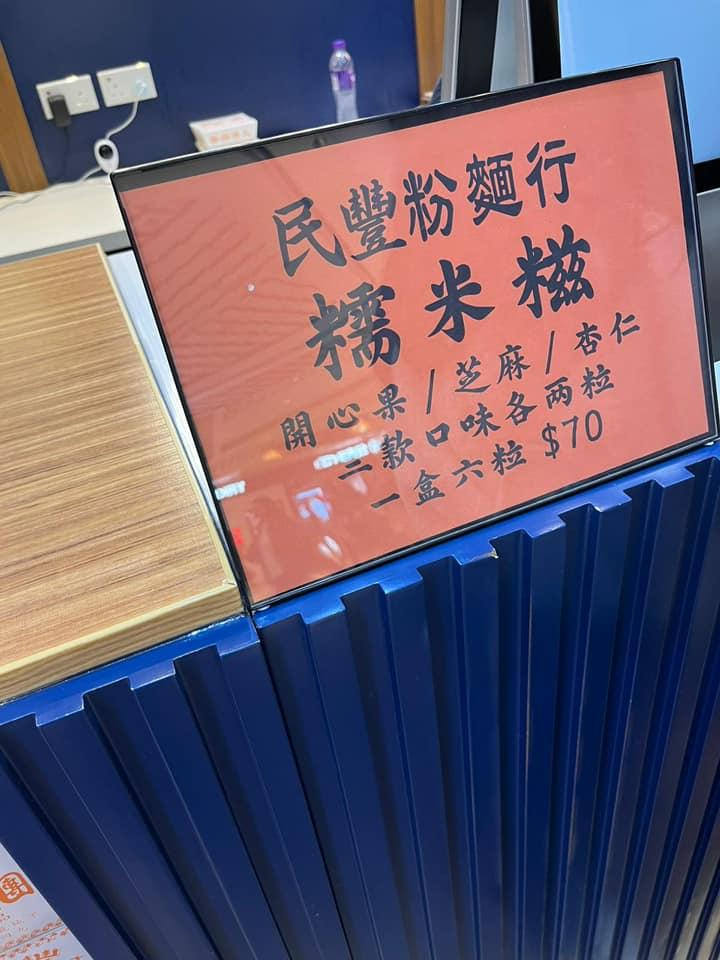 民豐粉麵行
糯米糍
開心果/芝麻/杏仁
三款口味各两粒
一盒六粒 $70